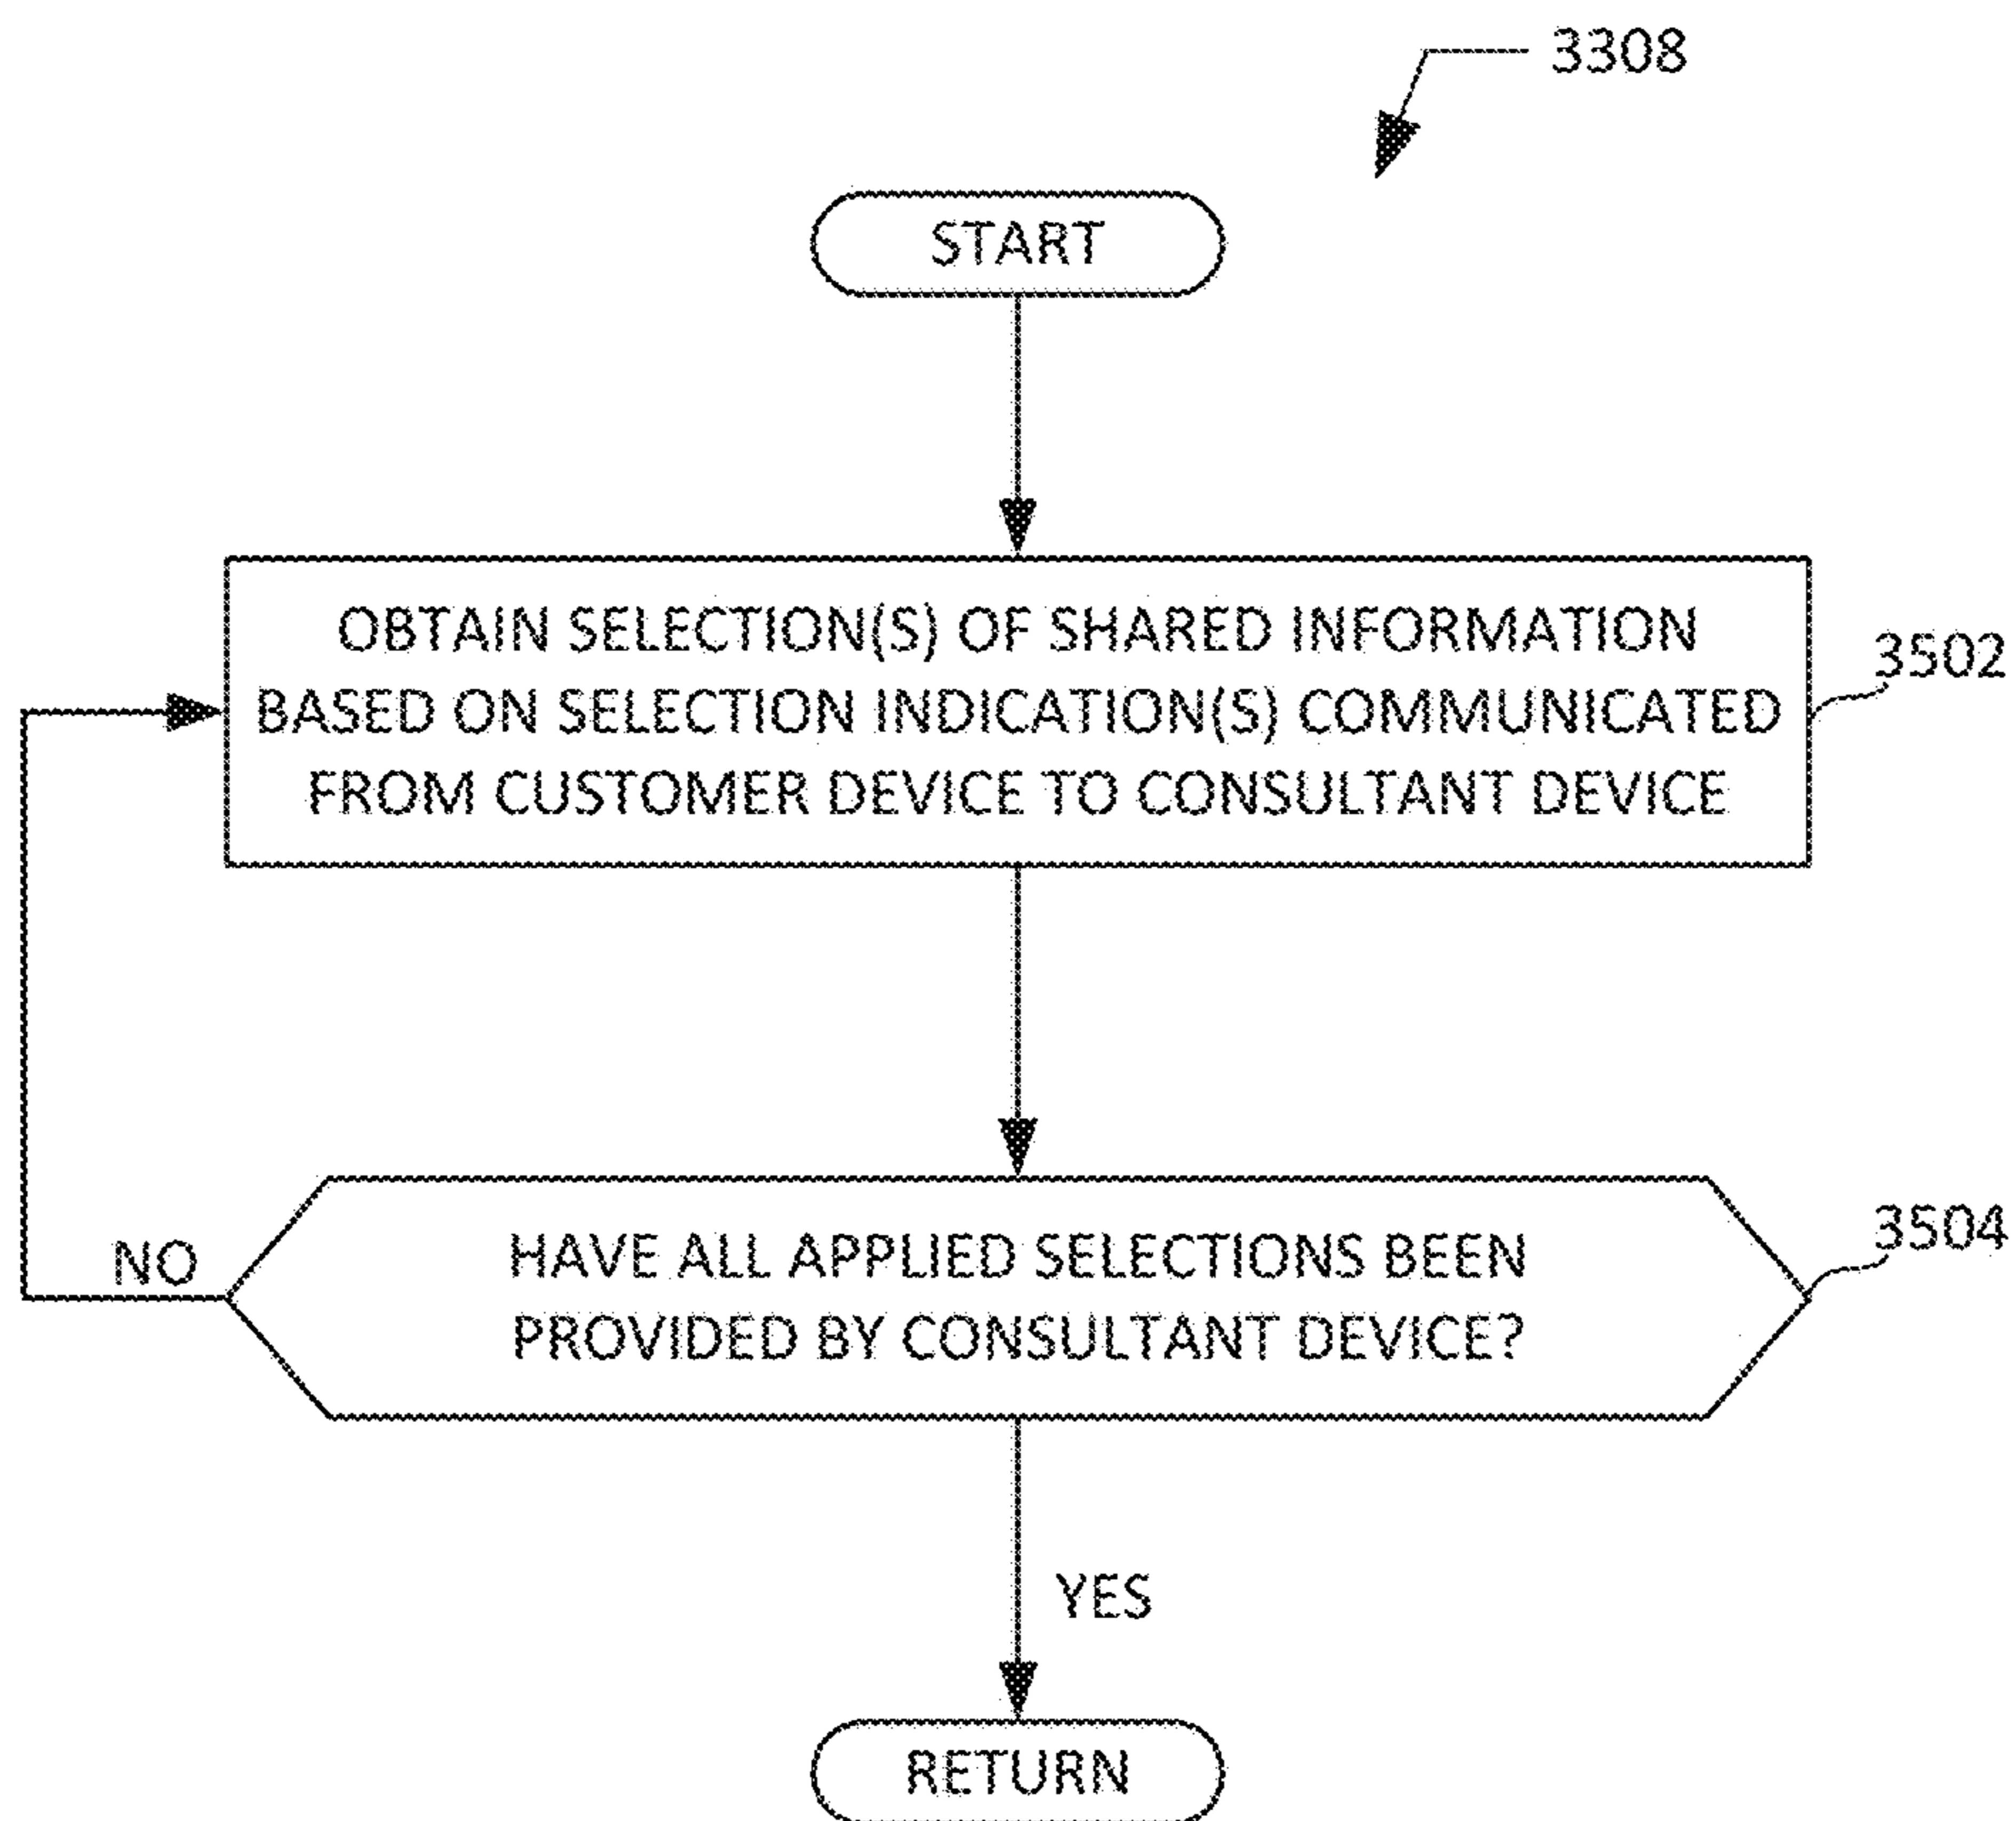 3308
START
OBTAIN SELECTION(S) OF SHARED INFORMATION
BASED ON SELECTION INDICATION(S) COMMUNICATED
FROM CUSTOMER DEVICE TO CONSULTANT DEVICE
3502
HAVE ALL APPLIED SELECTIONS BEEN
PROVIDED BY CONSULTANT DEVICE?
3504
NO
YES
RETURN